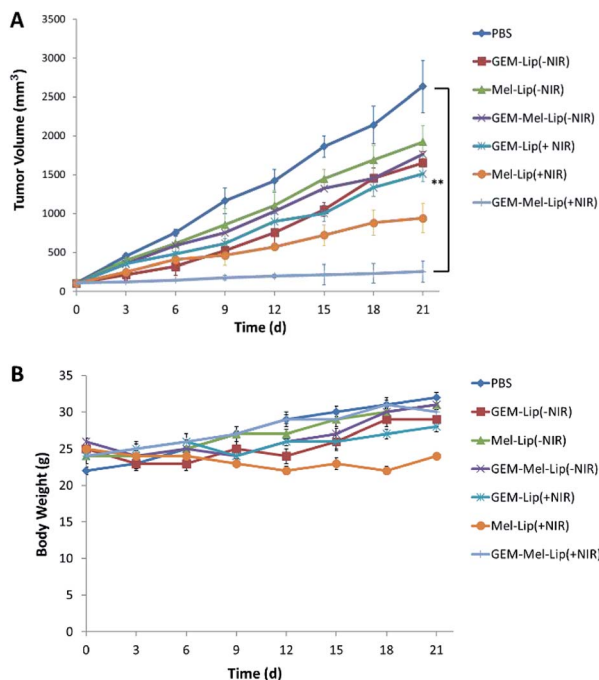 A
Tumor Volume (mm³)
3500
3000
2500
2000
1500
1000
500
0
0 3 6 9 12 15 18 21
Time (d)
**
PBS
GEM-Lip(-NIR)
Mel-Lip(-NIR)
GEM-Mel-Lip(-NIR)
GEM-Lip(+ NIR)
Mel-Lip(+NIR)
GEM-Mel-Lip(+NIR)
B
Body Weight (g)
35
30
25
20
15
10
5
0
0 3 6 9 12 15 18 21
Time (d)
PBS
GEM-Lip(-NIR)
Mel-Lip(-NIR)
GEM-Mel-Lip(-NIR)
GEM-Lip(+NIR)
Mel-Lip(+NIR)
GEM-Mel-Lip(+NIR)